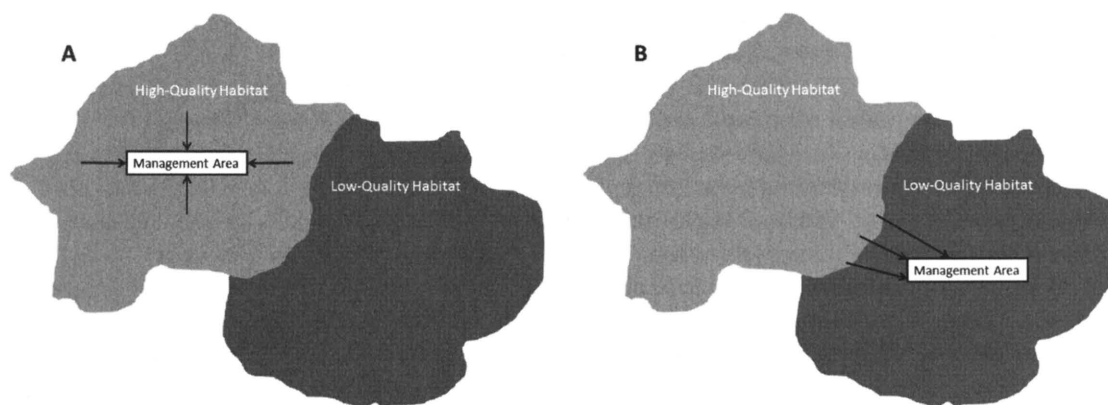 A
High-Quality Habitat
Management Area
Low-Quality Habitat
B
High-Quality Habitat
Low-Quality Habitat
Management Area